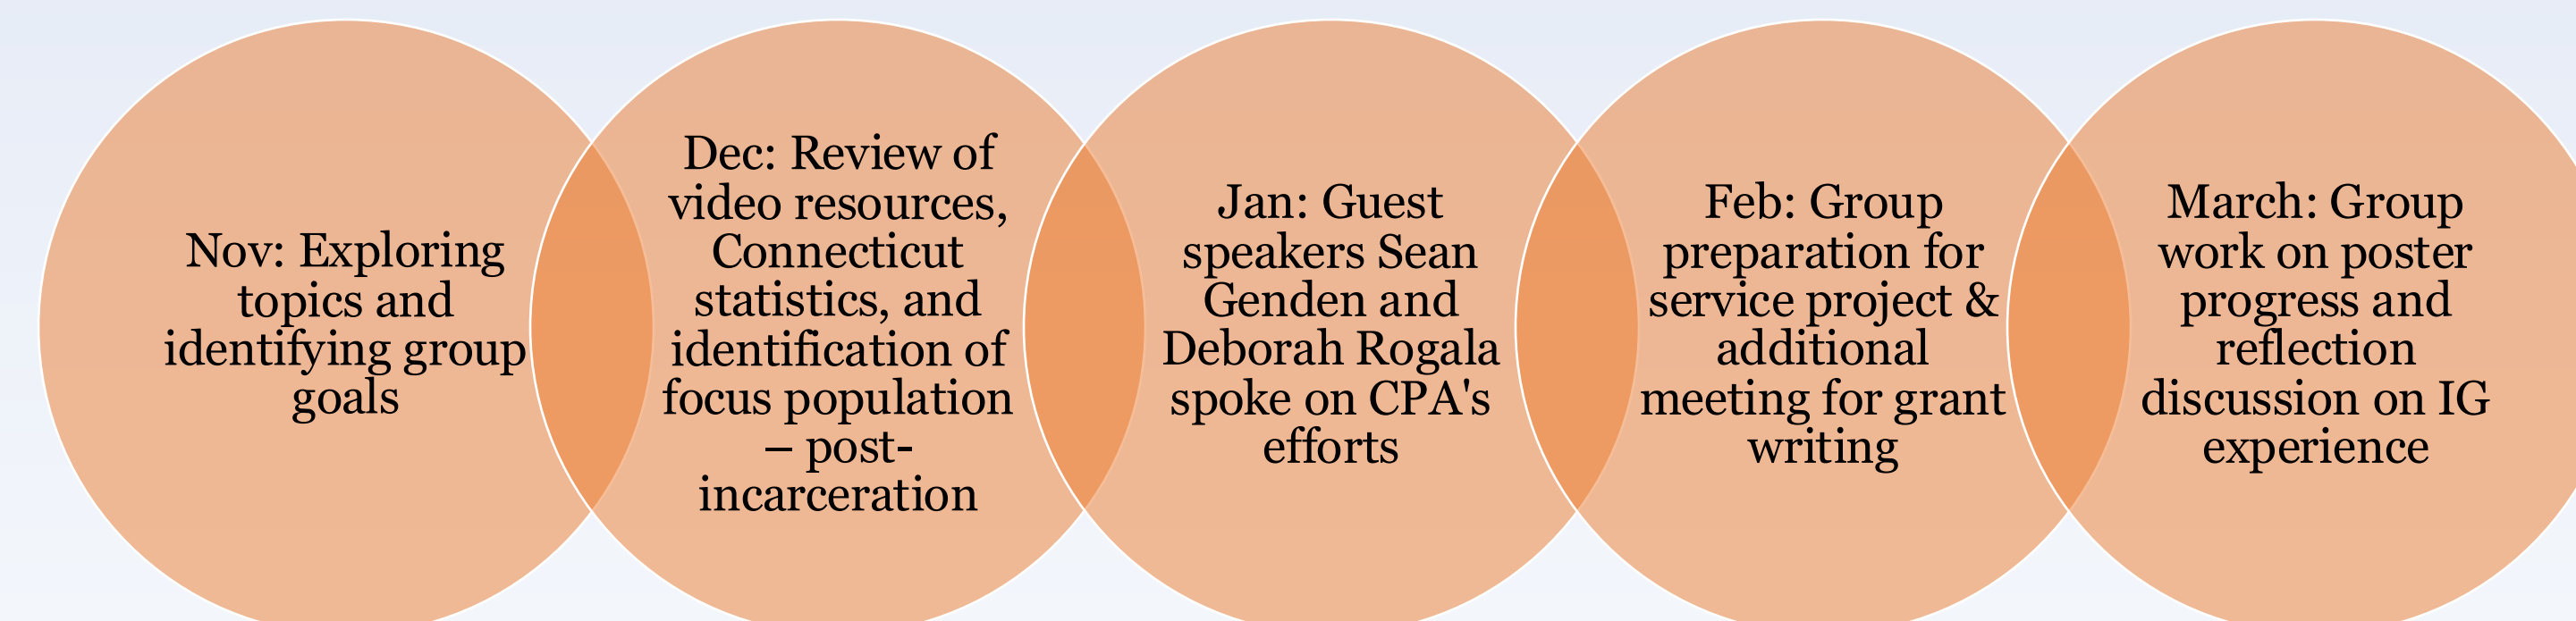 Nov: Exploring
topics and
identifying group
goals
Dec: Review of
video resources,
Connecticut
statistics, and
identification of
focus population
– post-
incarceration
Jan: Guest
speakers Sean
Genden and
Deborah Rogala
spoke on CPA's
efforts
Feb: Group
preparation for
service project &
additional
meeting for grant
writing
March: Group
work on poster
progress and
reflection
discussion on IG
experience